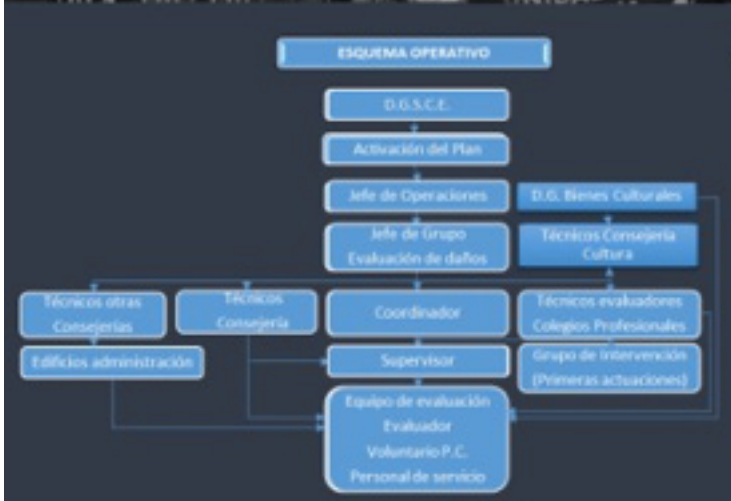 ESQUEMA OPERATIVO
D.G.S.C.E.
Activación del Plan
Jefe de Operaciones
D.G. Bienes Culturales
Jefe de Grupo
Evaluación de daños
Técnicos Consejería
Cultura
Técnicos otras
Consejerías
Técnicos
Consejería
Coordinador
Técnicos evaluadores
Colegios Profesionales
Edificios administración
Supervisor
Grupo de Intervención
(Primeras actuaciones)
Equipo de evaluación
Evaluador
Voluntario P.C.
Personal de servicio